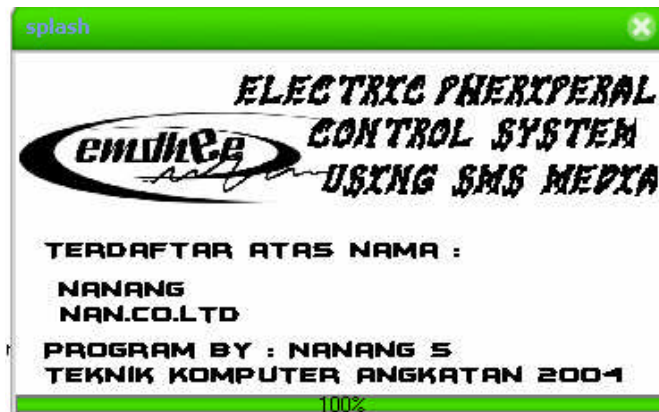 splash
ELECTRIC PHERIPERAL
CONTROL SYSTEM
USING SMS MEDIA
emdhee
TERDAFTAR ATAS NAMA :
NANANG
NAN.CO.LTD
PROGRAM BY : NANANG S
TEKNIK KOMPUTER ANGKATAN 2004
100%